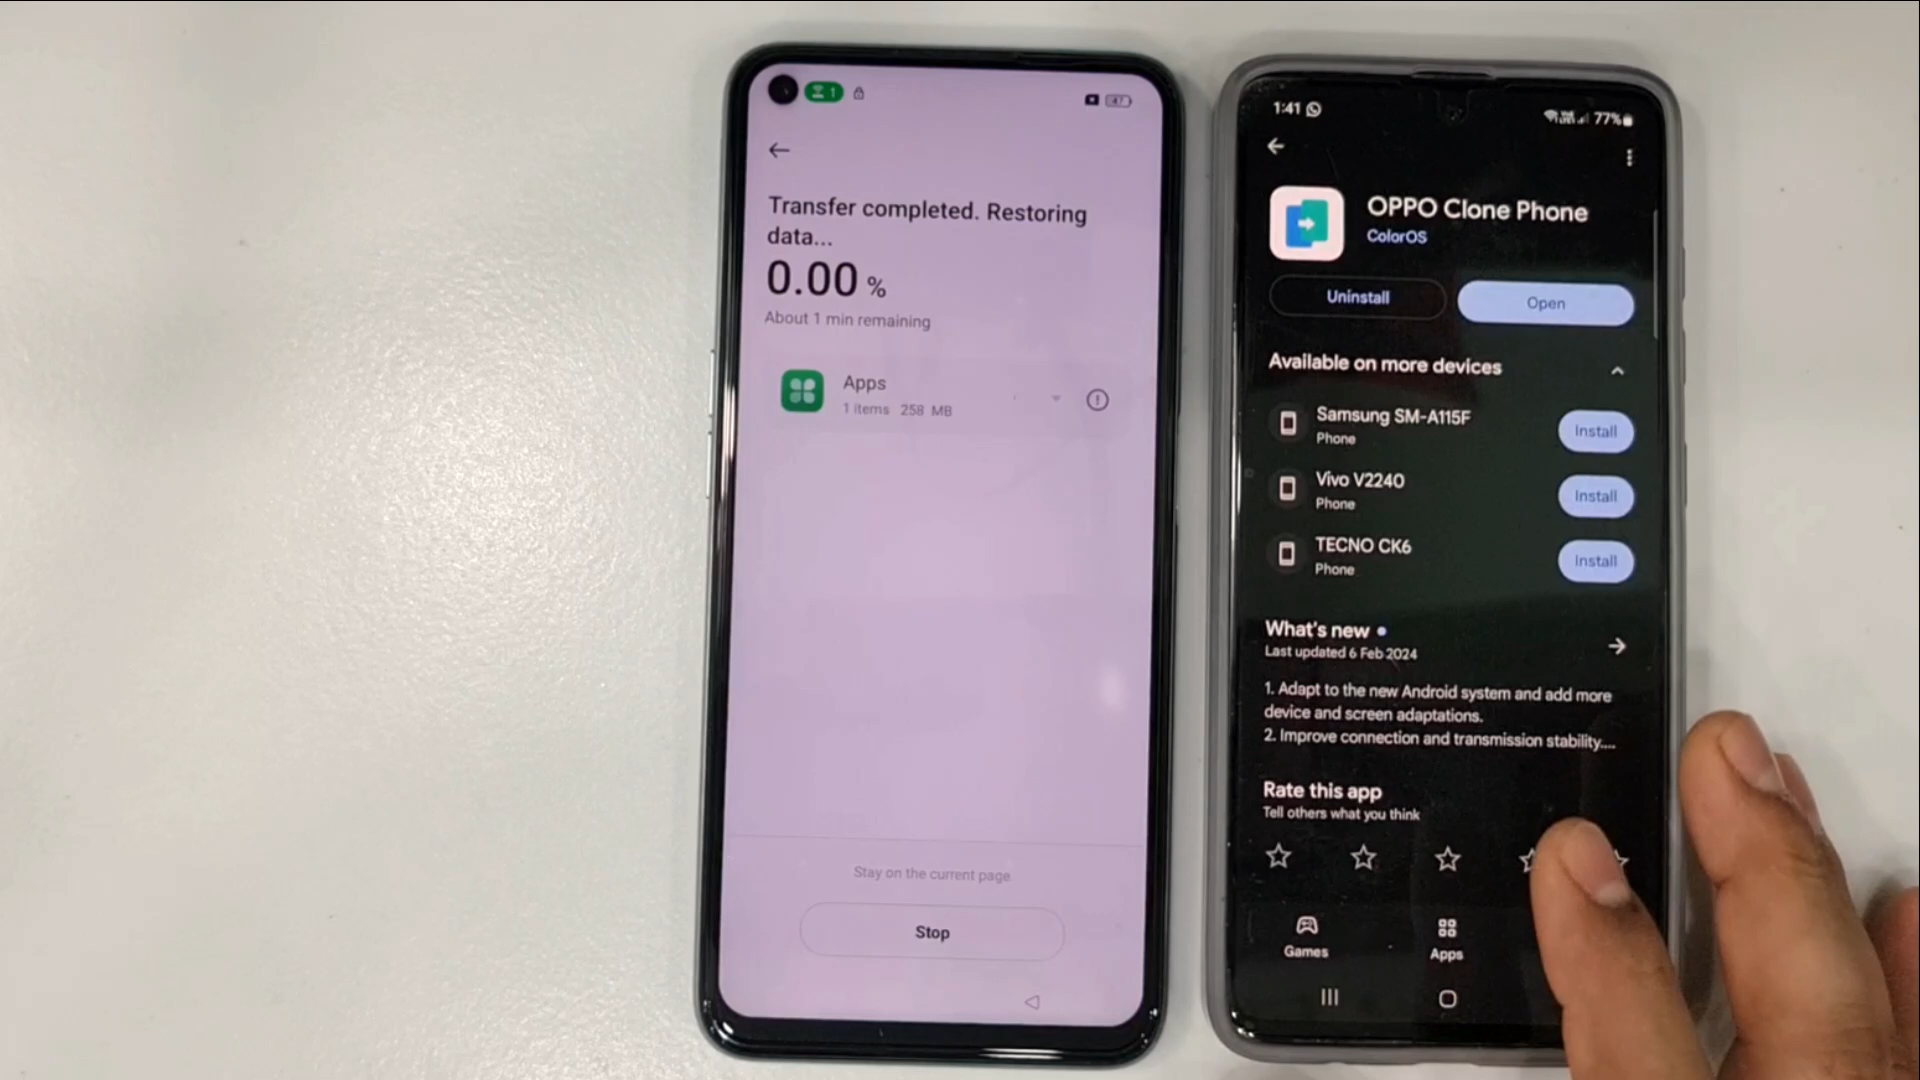 1
47
Transfer completed. Restoring
data...
0.00 %
About 1 min remaining
Apps
1 items 258 MB
Stay on the current page
Stop
1:41
77%
OPPO Clone Phone
ColorOS
Uninstall
Open
Available on more devices
Samsung SM-A115F
Phone
Install
Vivo V2240
Phone
Install
TECNO CK6
Phone
Install
What's new
Last updated 6 Feb 2024
1. Adapt to the new Android system and add more
device and screen adaptations.
2. Improve connection and transmission stability....
Rate this app
Tell others what you think
Games
Apps